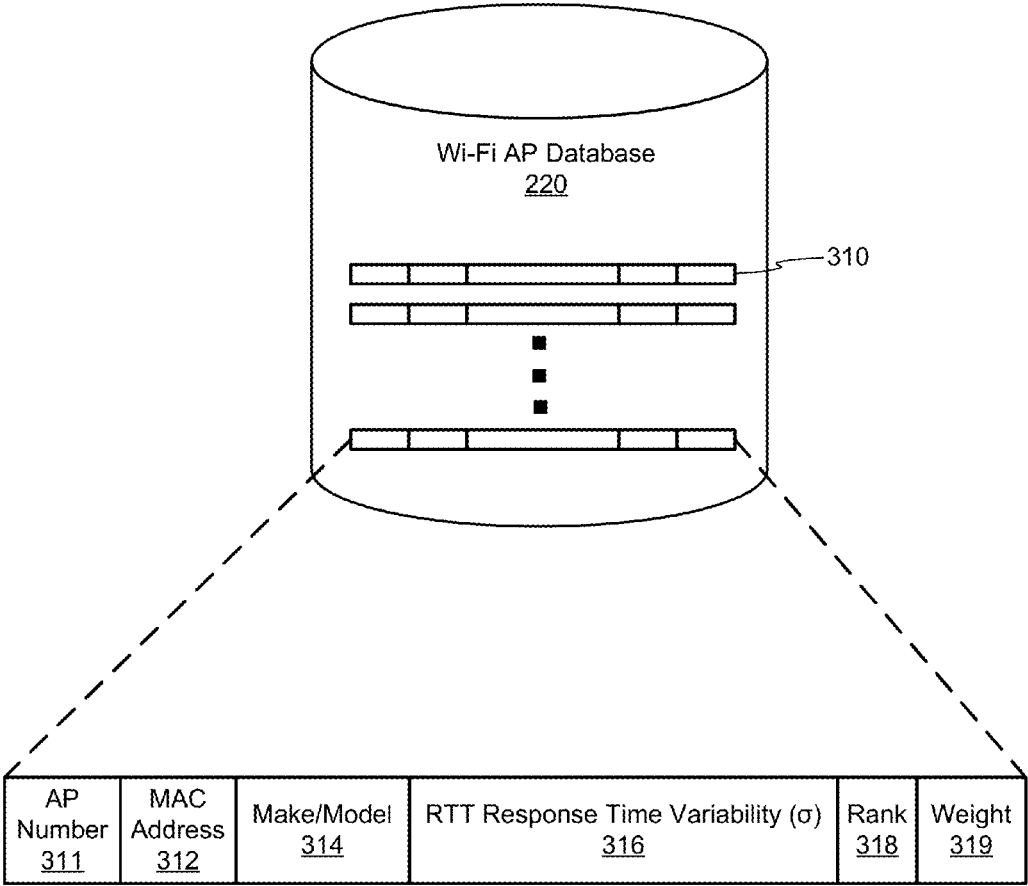 Wi-Fi AP Database
220
310
AP
Number
311
MAC
Address
312
Make/Model
314
RTT Response Time Variability (σ)
316
Rank
318
Weight
319